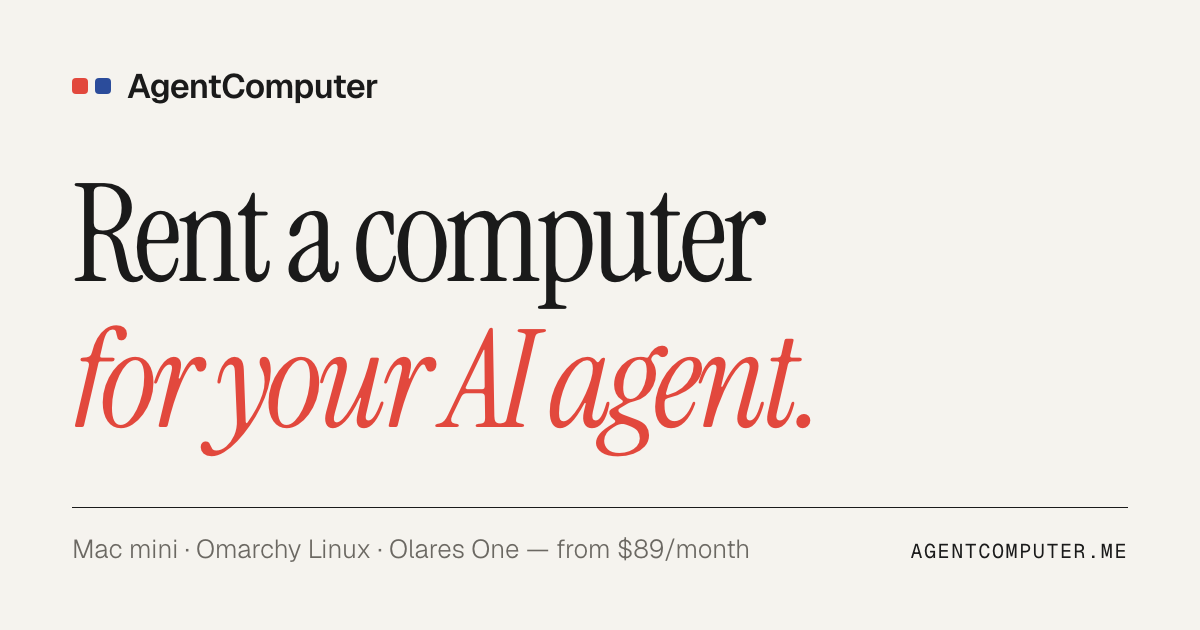 AgentComputer
Rent a computer
for your AI agent.
Mac mini · Omarchy Linux · Olares One — from $89/month
AGENTCOMPUTER.ME